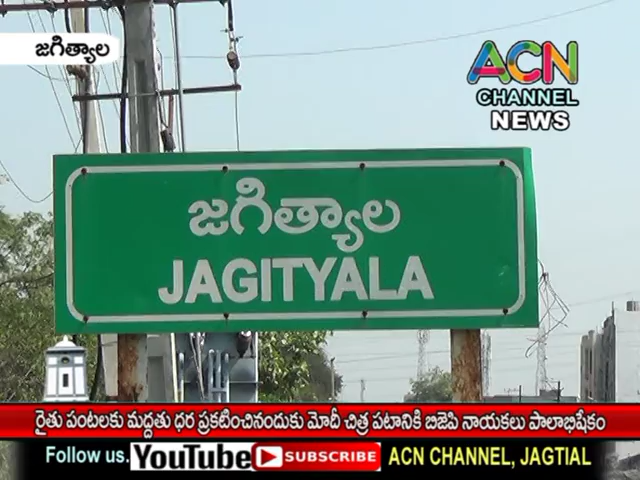 జగిత్యాల
ACN
CHANNEL
NEWS
జగిత్యాల
JAGITYALA
రైతు పంటలకు మద్దతు ధర ప్రకటించినందుకు మోదీ చిత్ర పటానికి బిజెపి నాయకులు పాలాభిషేకం
Follow us. YouTube SUBSCRIBE ACN CHANNEL, JAGTIAL